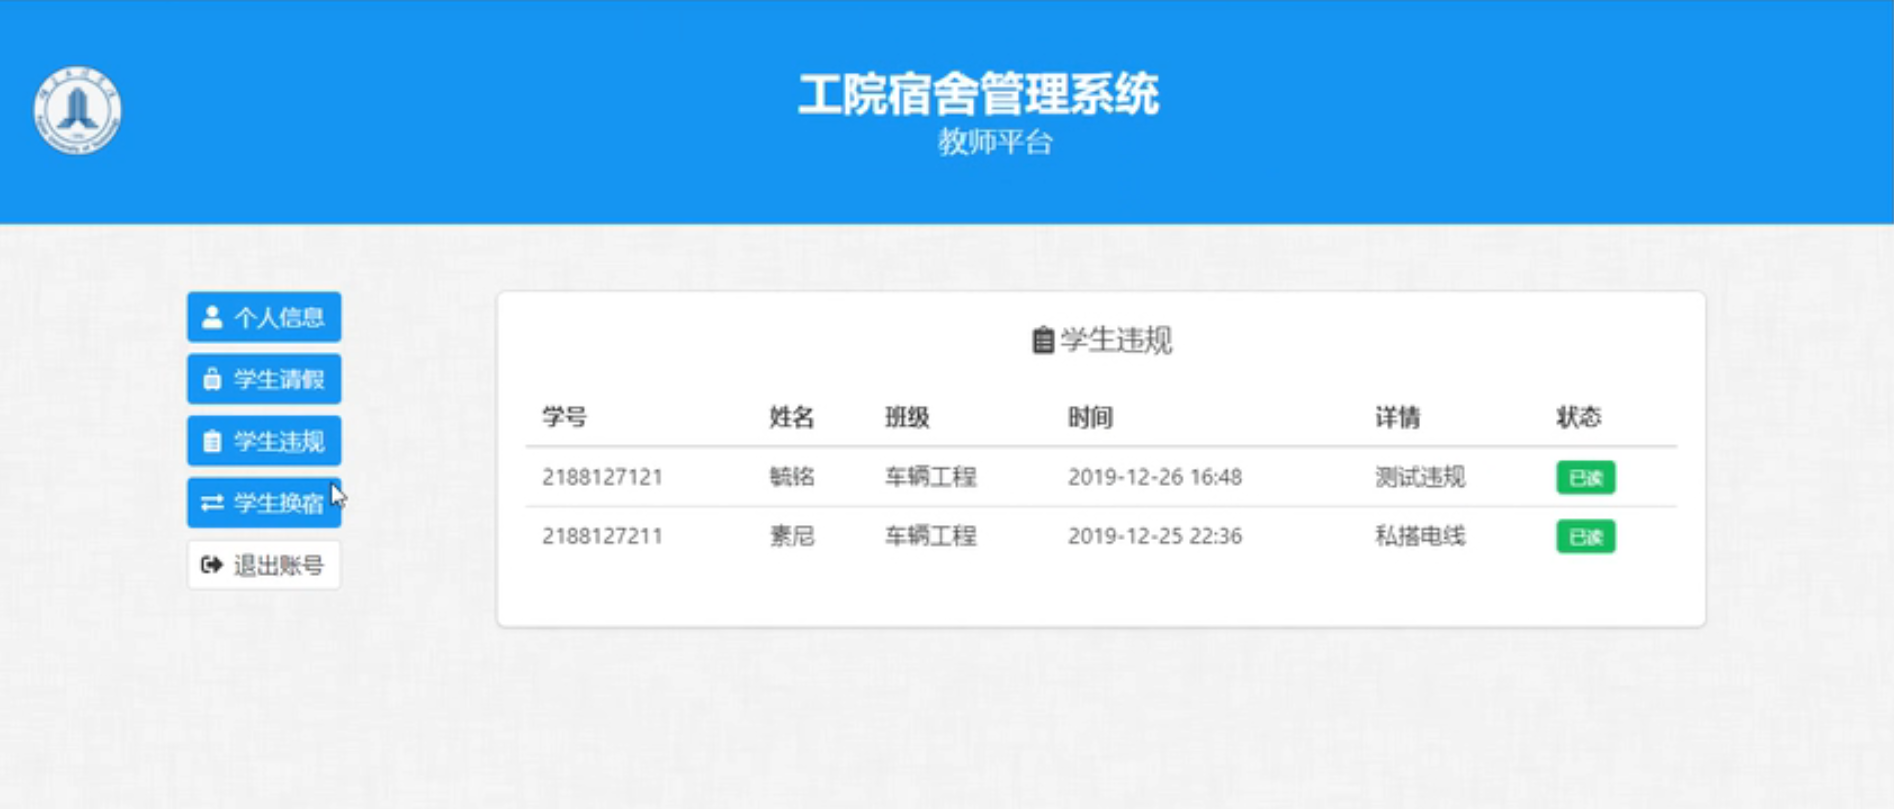 工院宿舍管理系统
教师平台
个人信息
学生请假
学生违规
学生换宿
退出账号
学生违规
学号 姓名 班级 时间 详情 状态
2188127121 毓铭 车辆工程 2019-12-26 16:48 测试违规 已读
2188127211 素尼 车辆工程 2019-12-25 22:36 私搭电线 已读